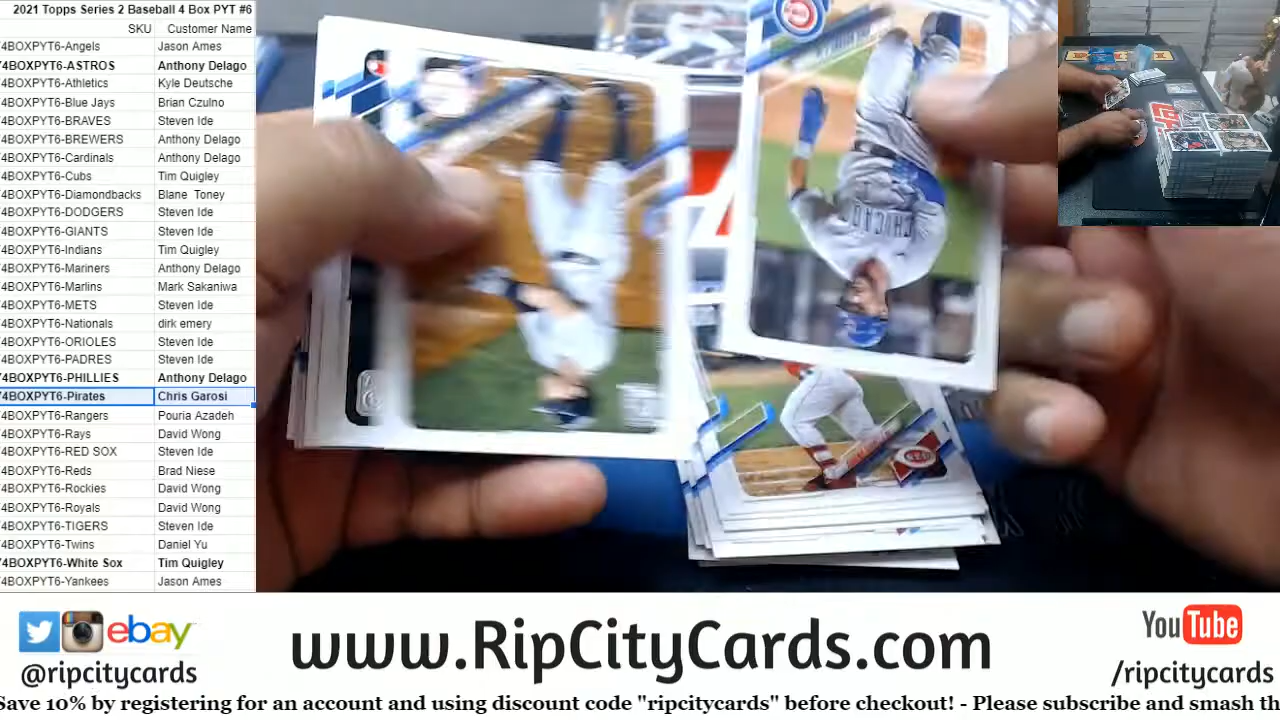 2021 Topps Series 2 Baseball 4 Box PYT #6
SKU Customer Name
4BOXPYT6-Angels Jason Ames
4BOXPYT6-ASTROS Anthony Delago
4BOXPYT6-Athletics Kyle Deutsche
4BOXPYT6-Blue Jays Brian Czulno
4BOXPYT6-BRAVES Steven Ide
4BOXPYT6-BREWERS Anthony Delago
4BOXPYT6-Cardinals Anthony Delago
4BOXPYT6-Cubs Tim Quigley
4BOXPYT6-Diamondbacks Blane Toney
4BOXPYT6-DODGERS Steven Ide
4BOXPYT6-GIANTS Steven Ide
4BOXPYT6-Indians Tim Quigley
4BOXPYT6-Mariners Anthony Delago
4BOXPYT6-Marlins Mark Sakaniwa
4BOXPYT6-METS Steven Ide
4BOXPYT6-Nationals dirk emery
4BOXPYT6-ORIOLES Steven Ide
4BOXPYT6-PADRES Steven Ide
4BOXPYT6-PHILLIES Anthony Delago
4BOXPYT6-Pirates Chris Garosi
4BOXPYT6-Rangers Pouria Azadeh
4BOXPYT6-Rays David Wong
4BOXPYT6-RED SOX Steven Ide
4BOXPYT6-Reds Brad Niese
4BOXPYT6-Rockies David Wong
4BOXPYT6-Royals David Wong
4BOXPYT6-TIGERS Steven Ide
4BOXPYT6-Twins Daniel Yu
4BOXPYT6-White Sox Tim Quigley
4BOXPYT6-Yankees Jason Ames
CHICAGO
ebay
@ripcitycards
www.RipCityCards.com
YouTube
/ripcitycards
Save 10% by registering for an account and using discount code "ripcitycards" before checkout! - Please subscribe and smash th